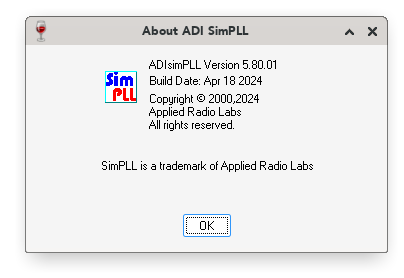 About ADI SimPLL
Sim
PLL
ADIsimPLL Version 5.80.01
Build Date: Apr 18 2024
Copyright © 2000,2024
Applied Radio Labs
All rights reserved.
SimPLL is a trademark of Applied Radio Labs
OK